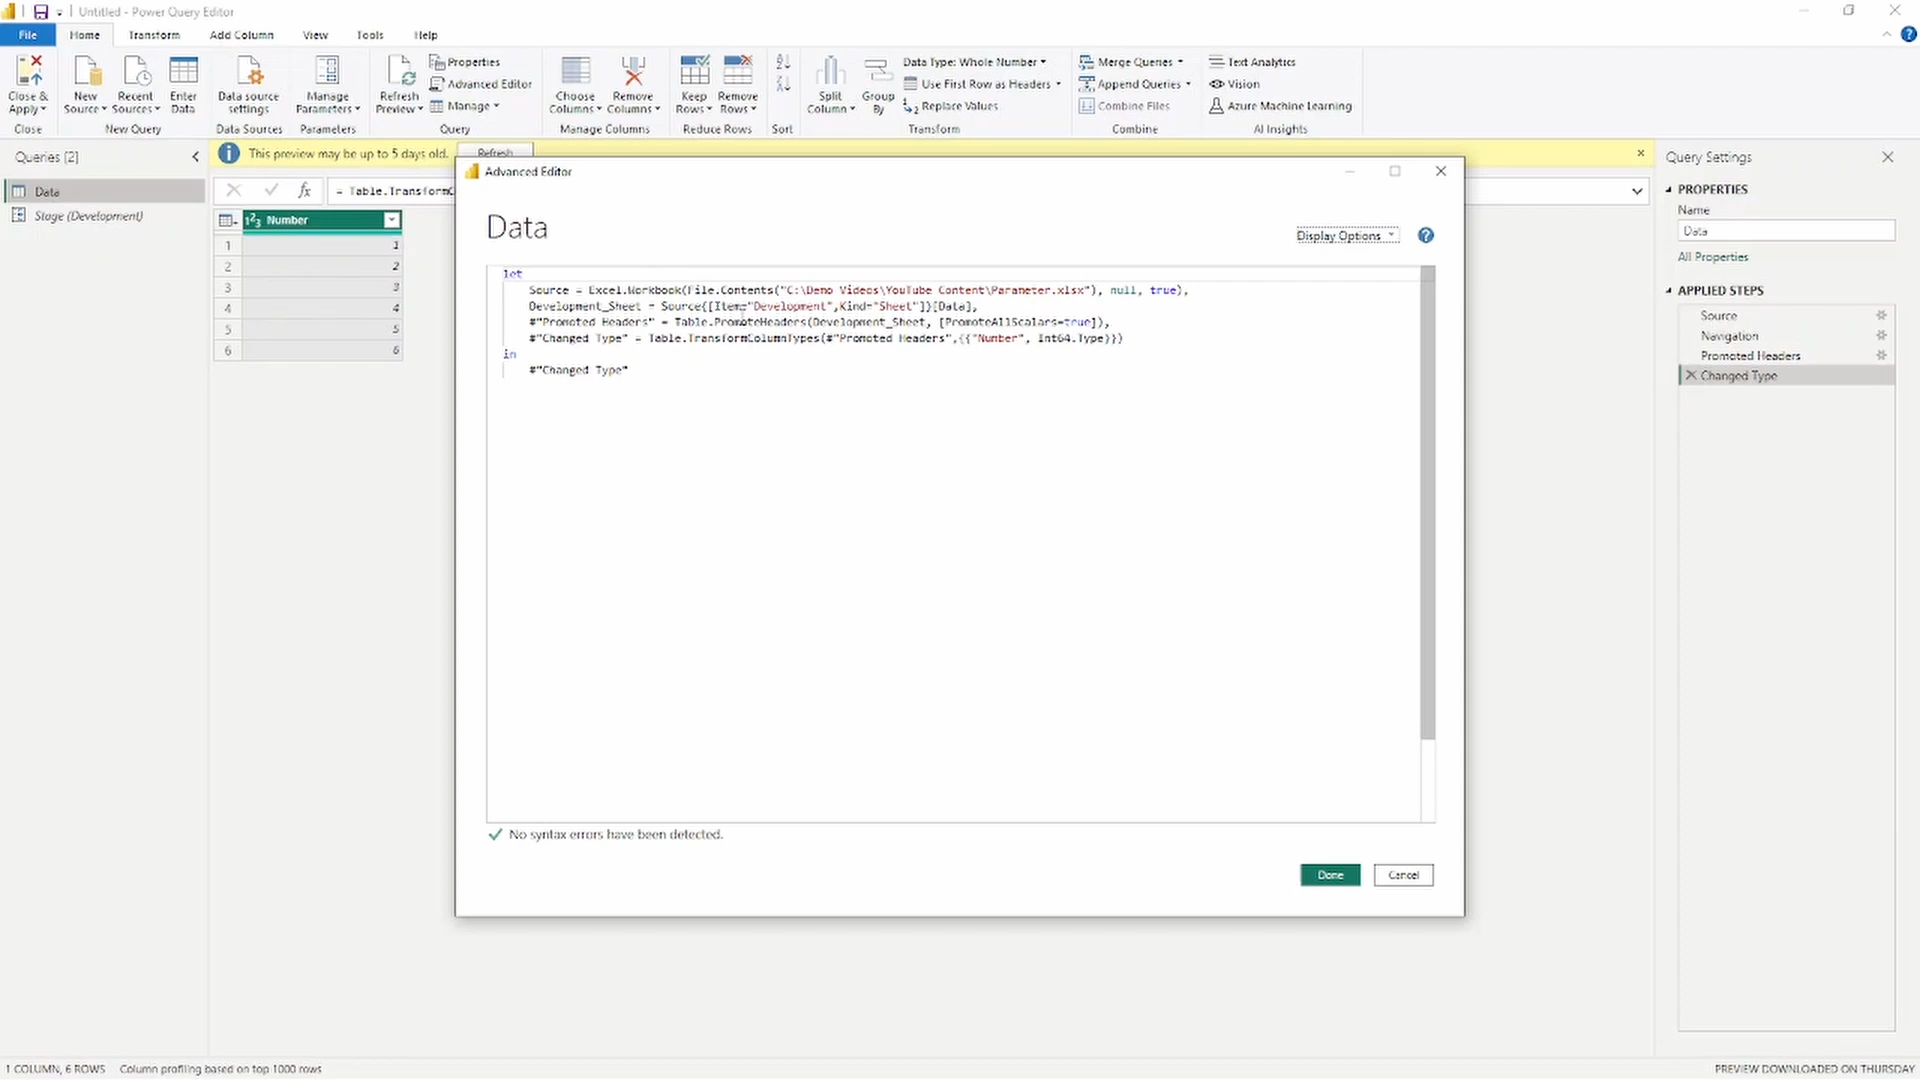 Untitled - Power Query Editor
File Home Transform Add Column View Tools Help
Close & Apply
New Source
Recent Sources
Enter Data
Data source settings
Manage Parameters
Refresh Preview
Properties
Advanced Editor
Manage
Choose Columns
Remove Columns
Keep Rows
Remove Rows
Split Column
Group By
Data Type: Whole Number
Use First Row as Headers
Replace Values
Merge Queries
Append Queries
Combine Files
Text Analytics
Vision
Azure Machine Learning
Close New Query Data Sources Parameters Query Manage Columns Reduce Rows Sort Transform Combine AI Insights
Queries [2]
Data
Stage (Development)
This preview may be up to 5 days old. Refresh
fx = Table.TransformC
Number
1 1
2 2
3 3
4 4
5 5
6 6
Advanced Editor
Data
Display Options
let
Source = Excel.Workbook(File.Contents("C:\Demo Videos\YouTube Content\Parameter.xlsx"), null, true),
Development_Sheet = Source{[Item="Development",Kind="Sheet"]}[Data],
#"Promoted Headers" = Table.PromoteHeaders(Development_Sheet, [PromoteAllScalars=true]),
#"Changed Type" = Table.TransformColumnTypes(#"Promoted Headers",{{"Number", Int64.Type}})
in
#"Changed Type"
No syntax errors have been detected.
Done Cancel
Query Settings
PROPERTIES
Name
Data
All Properties
APPLIED STEPS
Source
Navigation
Promoted Headers
Changed Type
1 COLUMN, 6 ROWS Column profiling based on top 1000 rows
PREVIEW DOWNLOADED ON THURSDAY